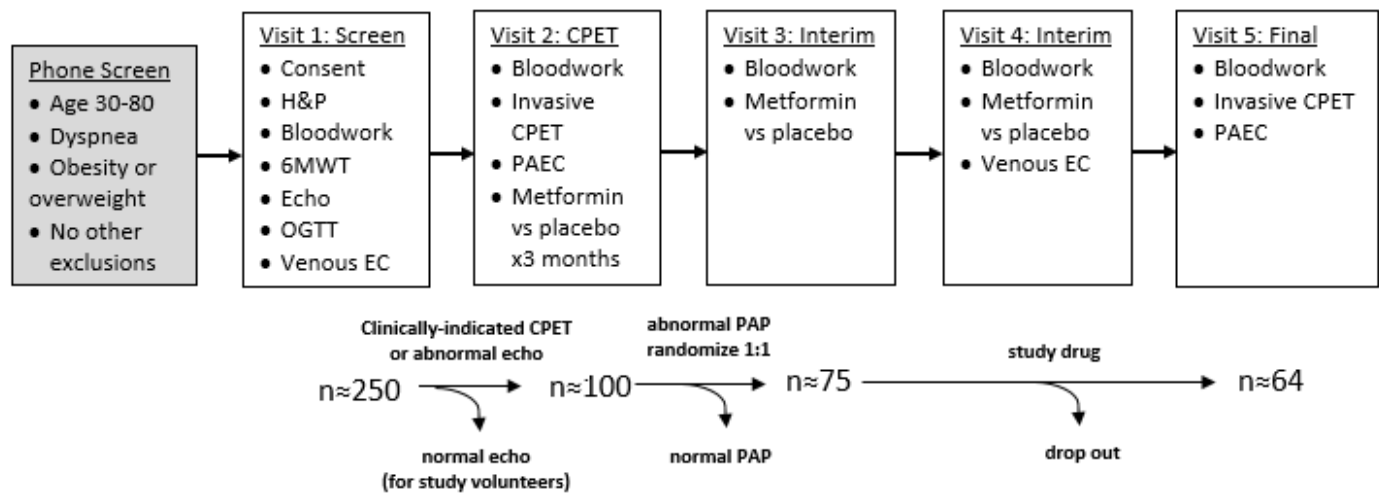 Phone Screen
● Age 30-80
● Dyspnea
● Obesity or
overweight
● No other
exclusions
Visit 1: Screen
● Consent
● H&P
● Bloodwork
● 6MWT
● Echo
● OGTT
● Venous EC
Visit 2: CPET
● Bloodwork
● Invasive
CPET
● PAEC
● Metformin
vs placebo
x3 months
Visit 3: Interim
● Bloodwork
● Metformin
vs placebo
Visit 4: Interim
● Bloodwork
● Metformin
vs placebo
● Venous EC
Visit 5: Final
● Bloodwork
● Invasive CPET
● PAEC
Clinically-indicated CPET
or abnormal echo
abnormal PAP
randomize 1:1
study drug
n≈250
n≈100
n≈75
n≈64
normal echo
(for study volunteers)
normal PAP
drop out